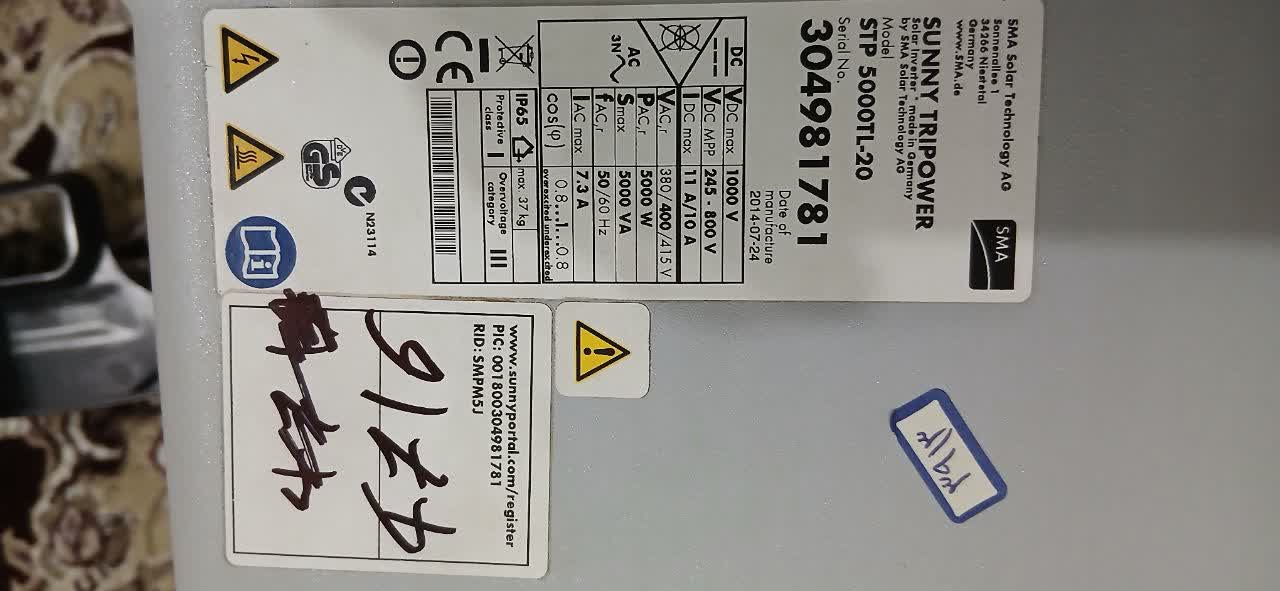 SMA Solar Technology AG
Sonnenallee 1
34266 Niestetal
Germany
www.SMA.de
SMA
SUNNY TRIPOWER
Solar Inverter * made in Germany
by SMA Solar Technology AG
Model
STP 5000TL-20
Serial No.
304981781
Date of
manufacture
2014-07-24
DC
VDC max 1000 V
VDC MPP 245 - 800 V
IDC max 11 A/10 A
AC
3N
VAC,r 380/400/415 V
PAC,r 5000 W
Smax 5000 VA
fAC,r 50/60 Hz
IAC max 7.3 A
cos(φ) 0.8...1...0.8
overexcited underexcited
IP65 max. 37 kg
Protective class I Overvoltage category III
CE
GS
N23114
www.sunnyportal.com/register
PIC: 001800304981781
RID: SMPM5J